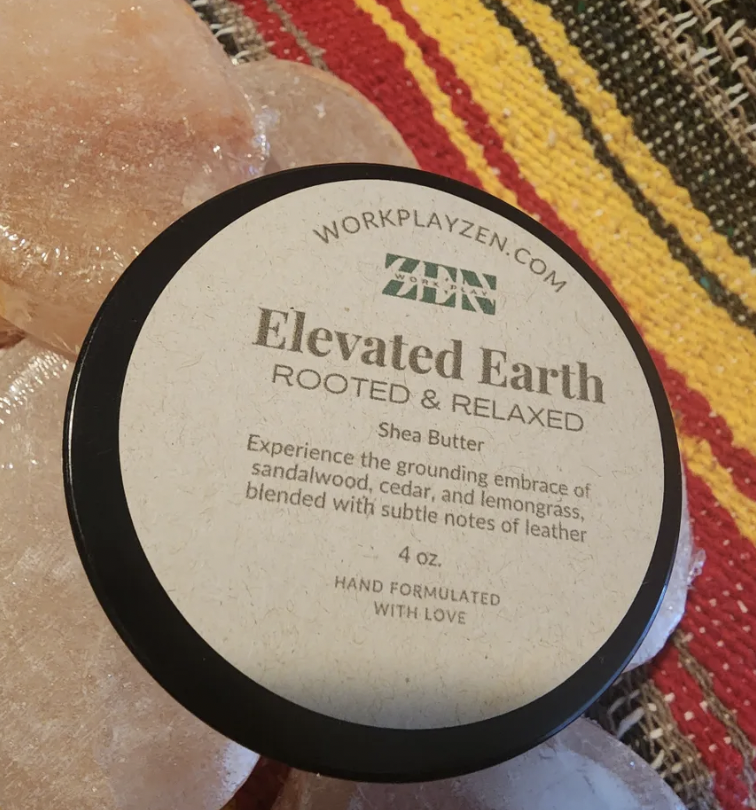 WORKPLAYZEN.COM
ZEN
WORK PLAY
Elevated Earth
ROOTED & RELAXED
Shea Butter
Experience the grounding embrace of
sandalwood, cedar, and lemongrass,
blended with subtle notes of leather
4 oz.
HAND FORMULATED
WITH LOVE